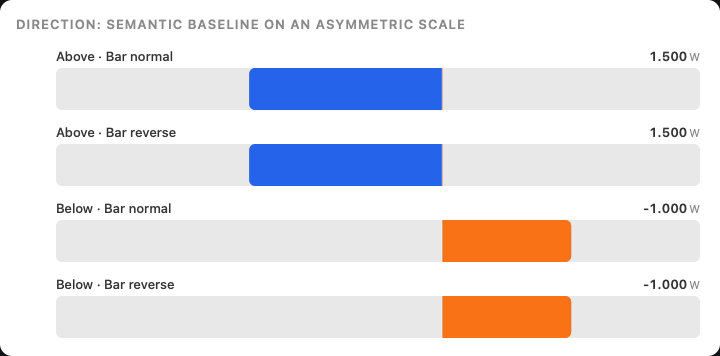 DIRECTION: SEMANTIC BASELINE ON AN ASYMMETRIC SCALE
Above · Bar normal 1.500 W
Above · Bar reverse 1.500 W
Below · Bar normal -1.000 W
Below · Bar reverse -1.000 W